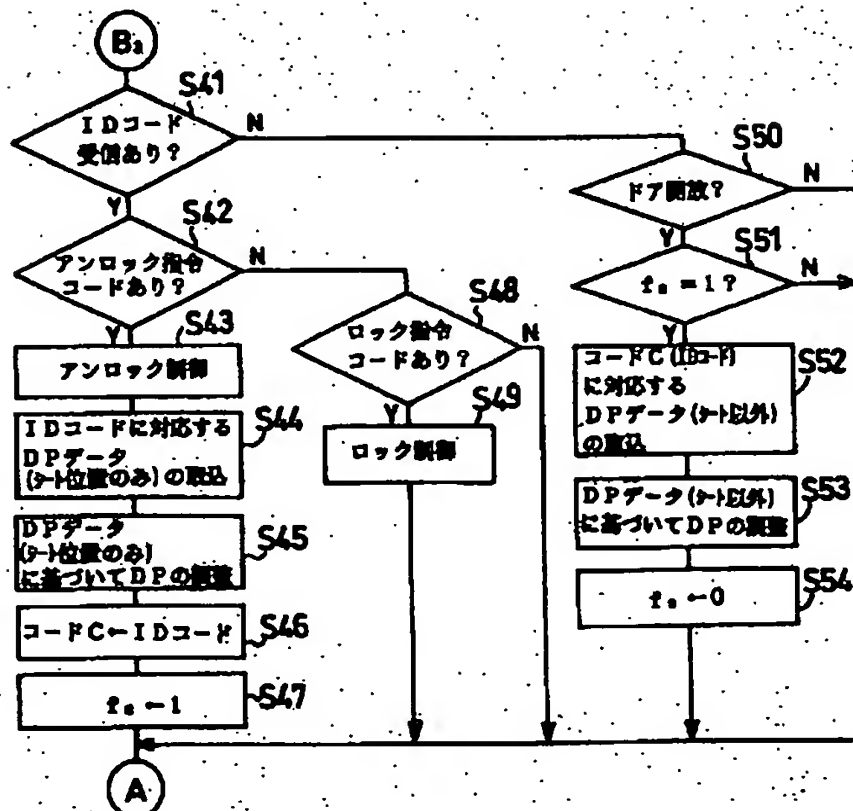 B₃
S41
IDコード
受信あり?
N
Y
S42
アンロック指令
コードあり?
N
Y
S43
アンロック制御
S44
IDコードに対応する
DPデータ
(シート位置のみ)の取込
S45
DPデータ
(シート位置のみ)
に基づいてDPの調整
S46
コードC←IDコード
S47
←1
A
S48
ロック指令
コードあり?
N
Y
S49
ロック制御
S50
ドア開放?
N
Y
S51
=1?
N
Y
S52
コードC(IDコード)
に対応する
DPデータ(シート以外)
の取込
S53
DPデータ(シート以外)
に基づいてDPの調整
S54
←0